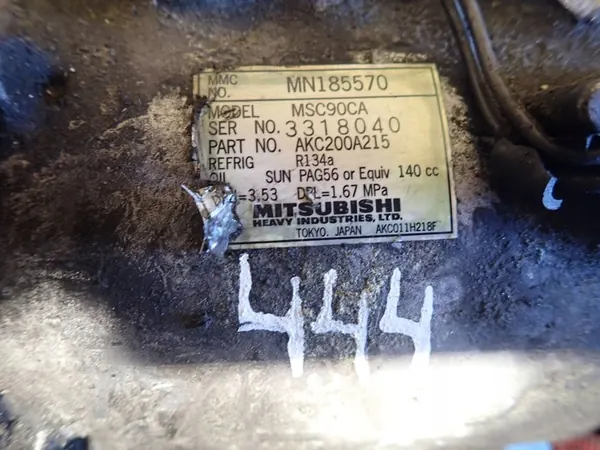 MMC
NO. MN185570
MODEL MSC90CA
SER NO. 3318040
PART NO. AKC200A215
REFRIG R134a
OIL SUN PAG56 or Equiv 140 cc
=3.53 DPL=1.67 MPa
MITSUBISHI
HEAVY INDUSTRIES, LTD.
TOKYO, JAPAN AKC011H218F
444